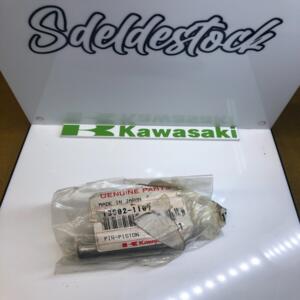 Sdeldestock
Kawasaki
GENUINE PARTS
MADE IN JAPAN
PIN-PISTON